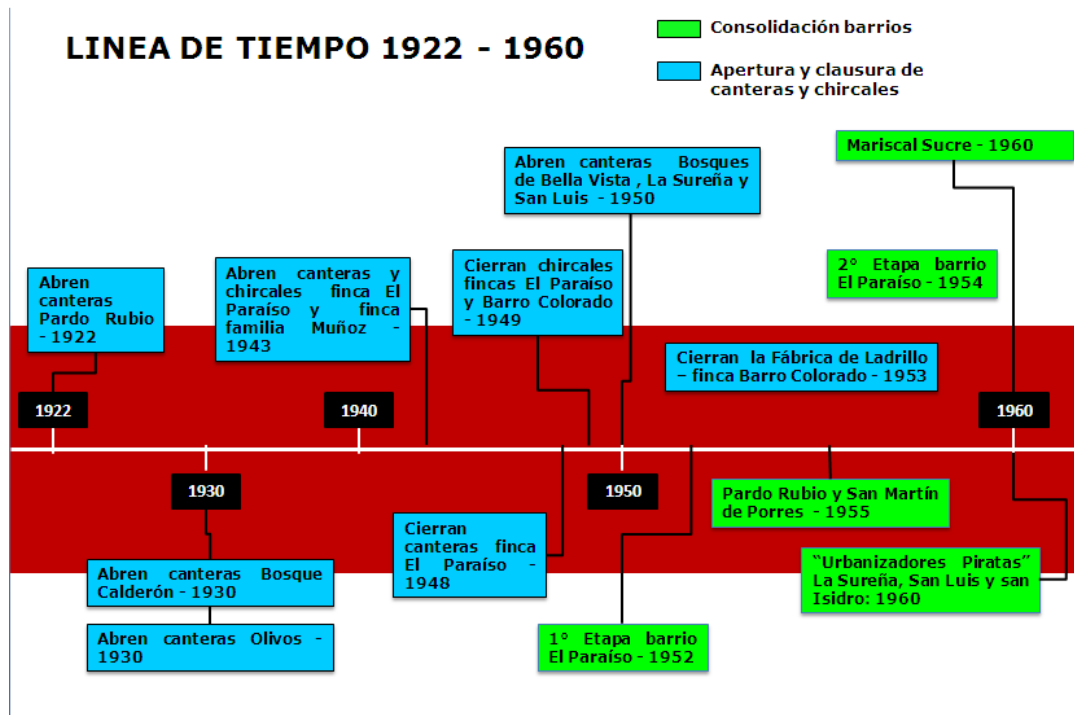 LINEA DE TIEMPO 1922 - 1960
Consolidación barrios
Apertura y clausura de
canteras y chircales
Mariscal Sucre - 1960
Abren canteras Bosques
de Bella Vista , La Sureña y
San Luis - 1950
2° Etapa barrio
El Paraíso - 1954
Cierran chircales
fincas El Paraíso
y Barro Colorado
- 1949
Abren canteras y
chircales finca El
Paraíso y finca
familia Muñoz -
1943
Abren
canteras
Pardo Rubio
- 1922
Cierran la Fábrica de Ladrillo
– finca Barro Colorado - 1953
1922
1940
1960
1930
1950
Pardo Rubio y San Martín
de Porres - 1955
Cierran
canteras finca
El Paraíso -
1948
"Urbanizadores Piratas"
La Sureña, San Luis y san
Isidro: 1960
Abren canteras Bosque
Calderón - 1930
Abren canteras Olivos -
1930
1° Etapa barrio
El Paraíso - 1952